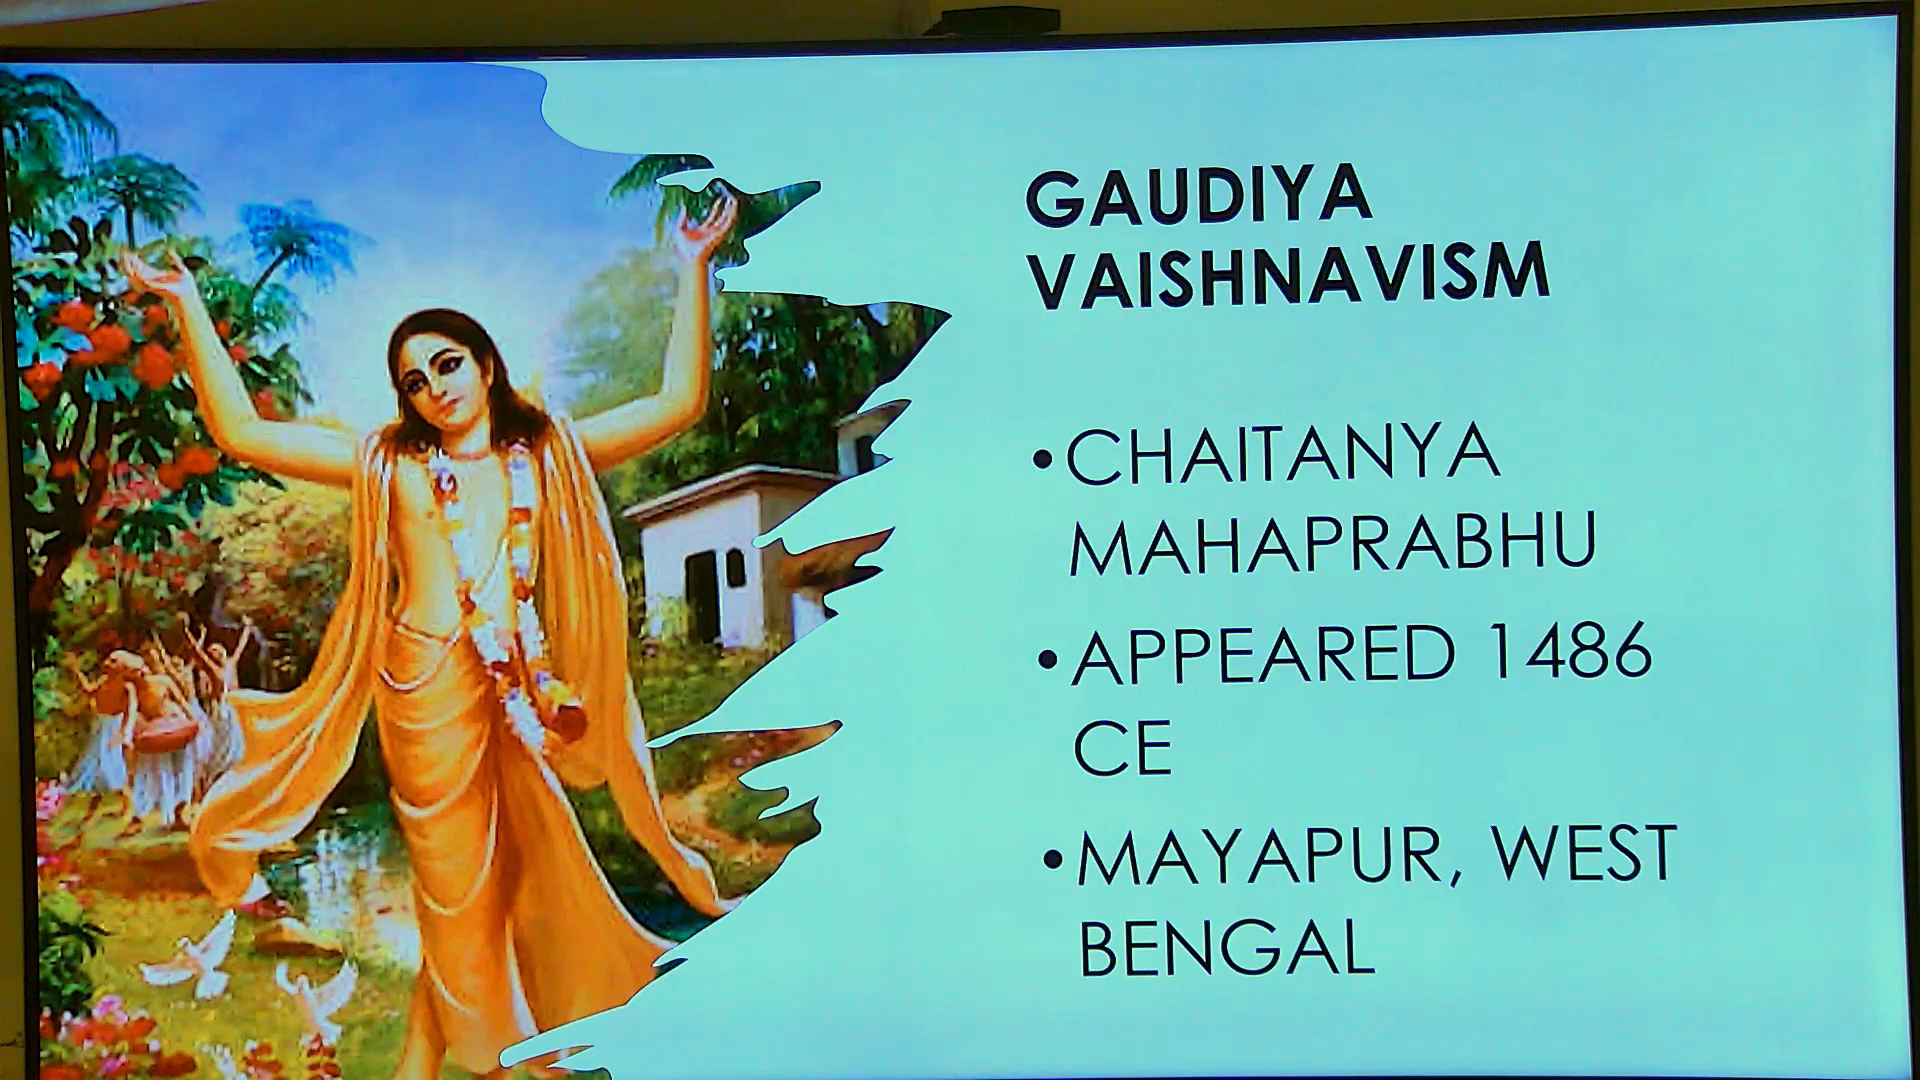 GAUDIYA
VAISHNAVISM
•CHAITANYA
MAHAPRABHU
•APPEARED 1486
CE
•MAYAPUR, WEST
BENGAL